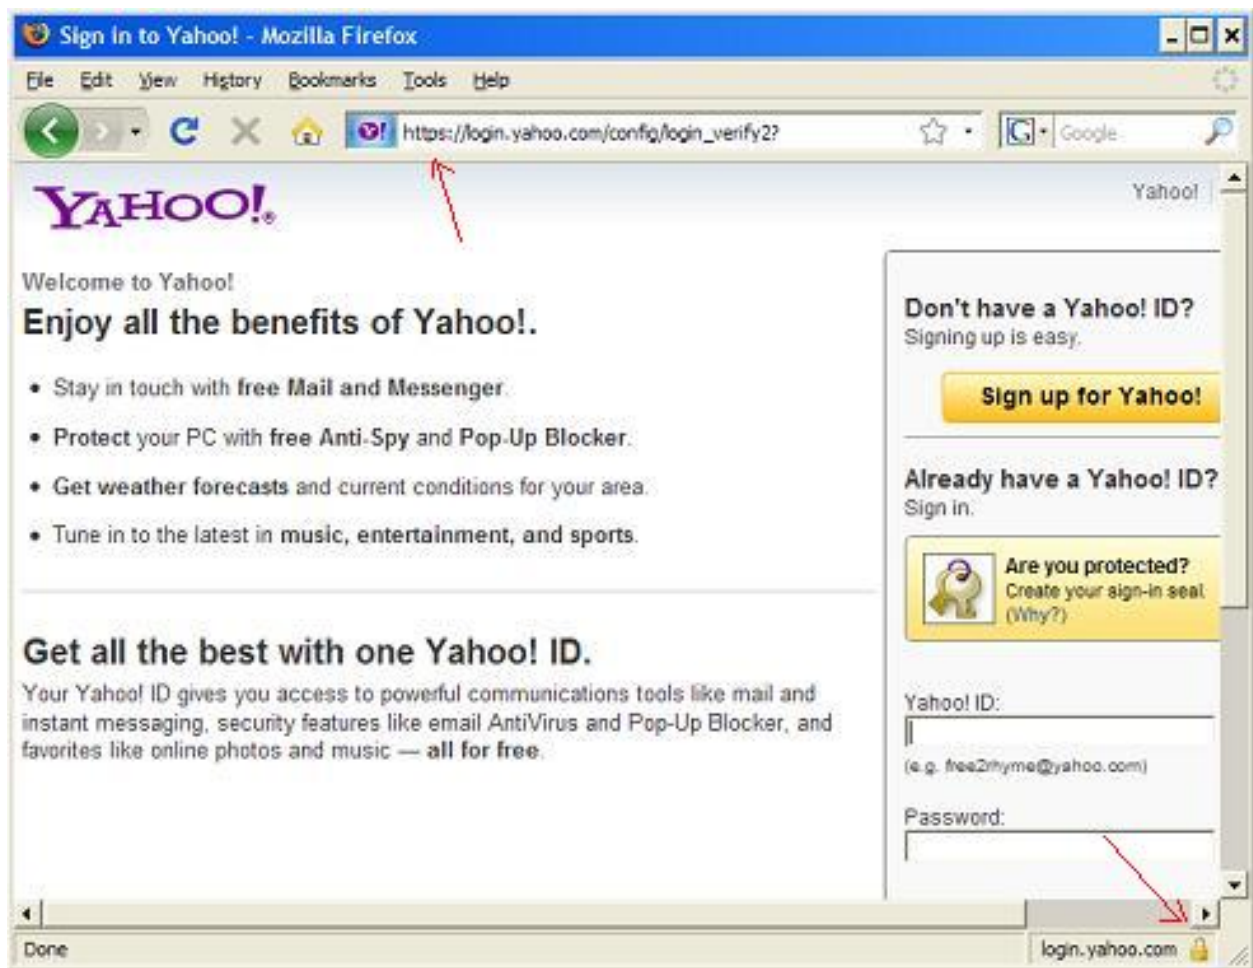 Sign in to Yahoo! - Mozilla Firefox
File Edit View History Bookmarks Tools Help
Y! https://login.yahoo.com/config/login_verify2? G Google
YAHOO!®
Yahoo!
Welcome to Yahoo!
Enjoy all the benefits of Yahoo!.
• Stay in touch with free Mail and Messenger.
• Protect your PC with free Anti-Spy and Pop-Up Blocker.
• Get weather forecasts and current conditions for your area.
• Tune in to the latest in music, entertainment, and sports.
Get all the best with one Yahoo! ID.
Your Yahoo! ID gives you access to powerful communications tools like mail and
instant messaging, security features like email AntiVirus and Pop-Up Blocker, and
favorites like online photos and music — all for free.
Don't have a Yahoo! ID?
Signing up is easy.
Sign up for Yahoo!
Already have a Yahoo! ID?
Sign in.
Are you protected?
Create your sign-in seal.
(Why?)
Yahoo! ID:
(e.g. free2rhyme@yahoo.com)
Password:
Done
login.yahoo.com